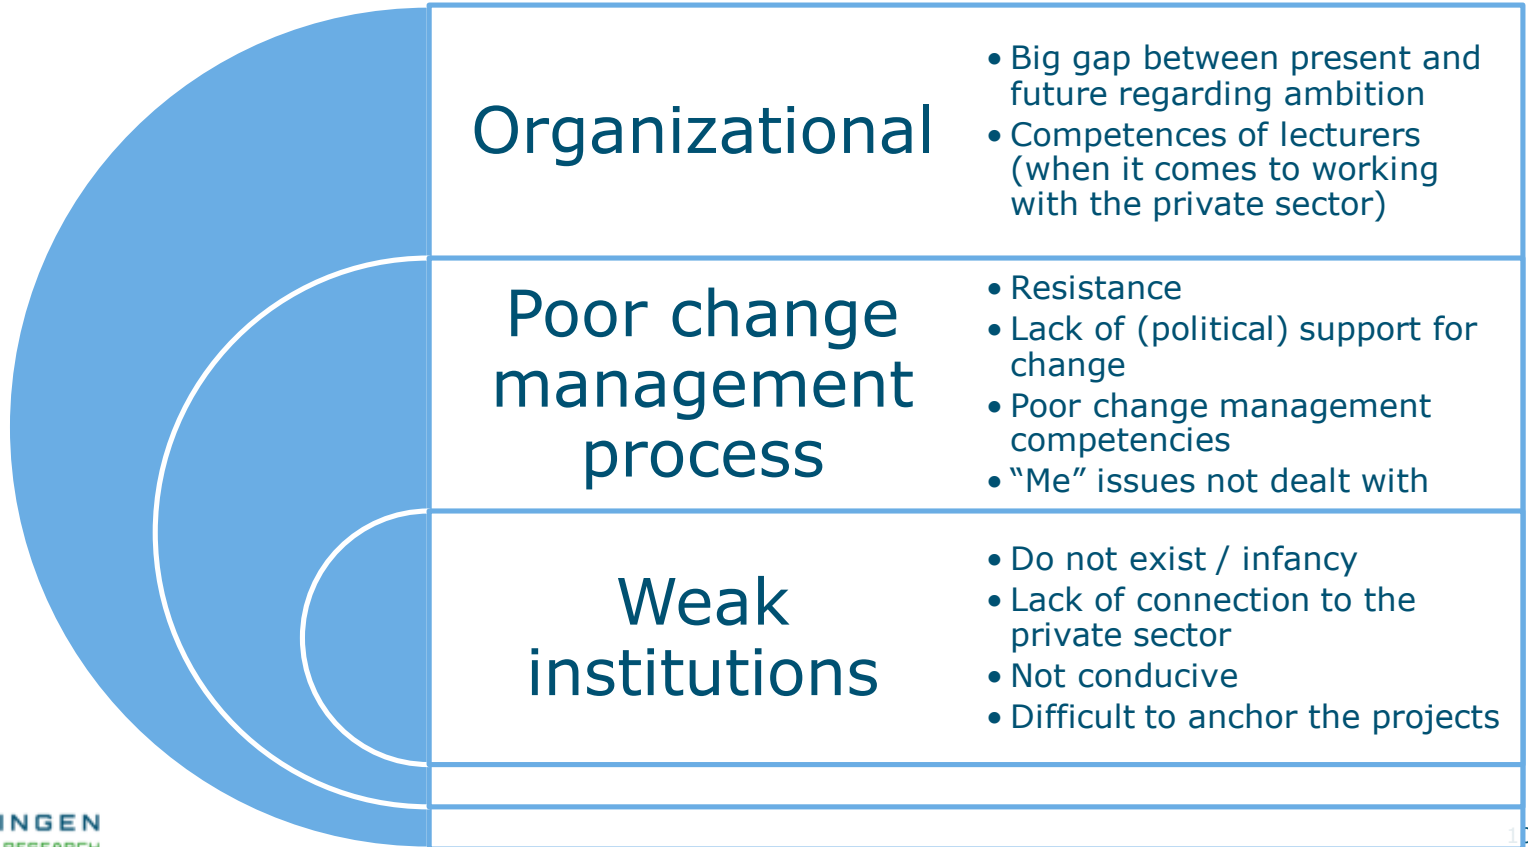 Organizational
• Big gap between present and
future regarding ambition
• Competences of lecturers
(when it comes to working
with the private sector)
Poor change
management
process
• Resistance
• Lack of (political) support for
change
• Poor change management
competencies
• “Me” issues not dealt with
Weak
institutions
• Do not exist / infancy
• Lack of connection to the
private sector
• Not conducive
• Difficult to anchor the projects
INGEN